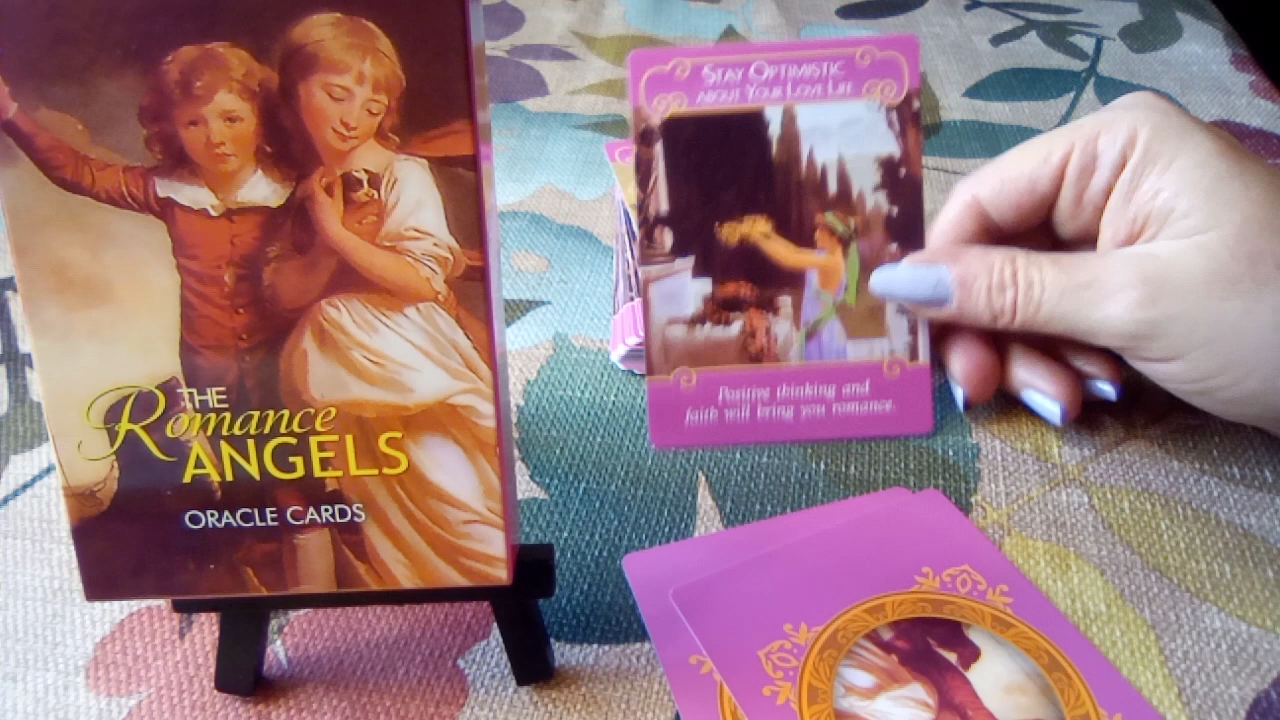 THE
Romance
ANGELS
ORACLE CARDS
STAY OPTIMISTIC
ABOUT YOUR LOVE LIFE
Positive thinking and
faith will bring you romance.